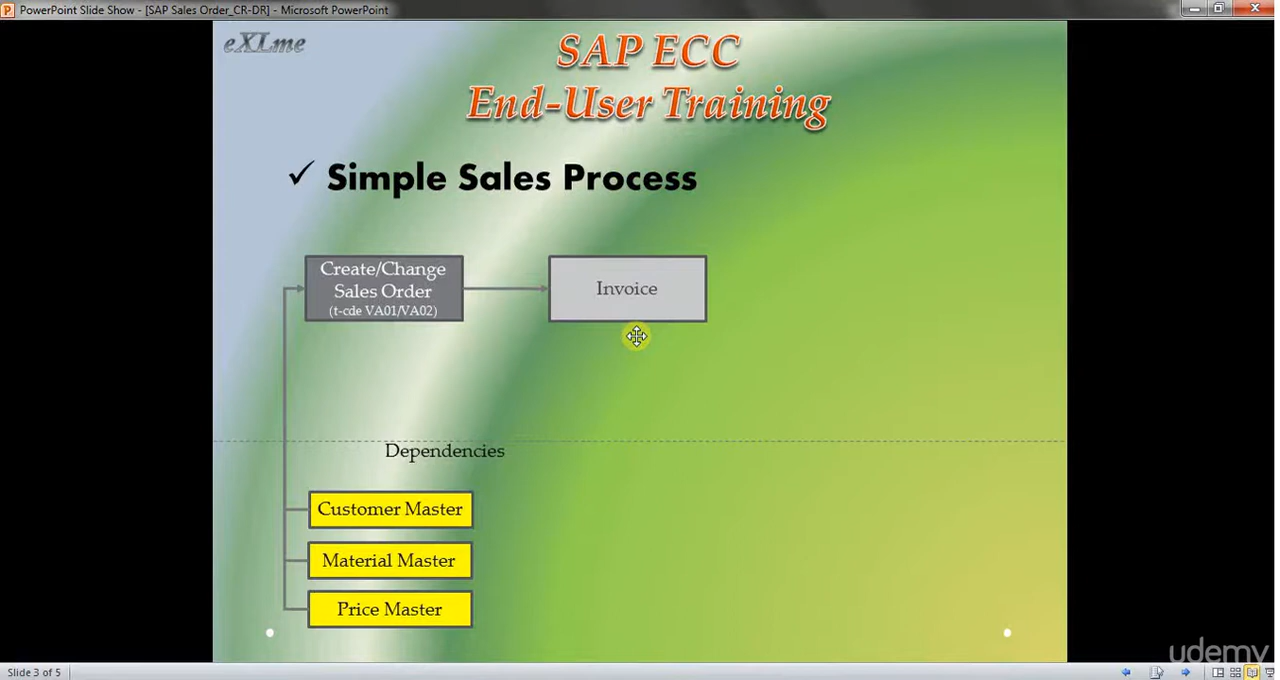 PowerPoint Slide Show - [SAP Sales Order_CR-DR] - Microsoft PowerPoint
eXLme
SAP ECC
End-User Training
✓ Simple Sales Process
Create/Change
Sales Order
(t-cde VA01/VA02)
Invoice
Dependencies
Customer Master
Material Master
Price Master
udemy
Slide 3 of 5